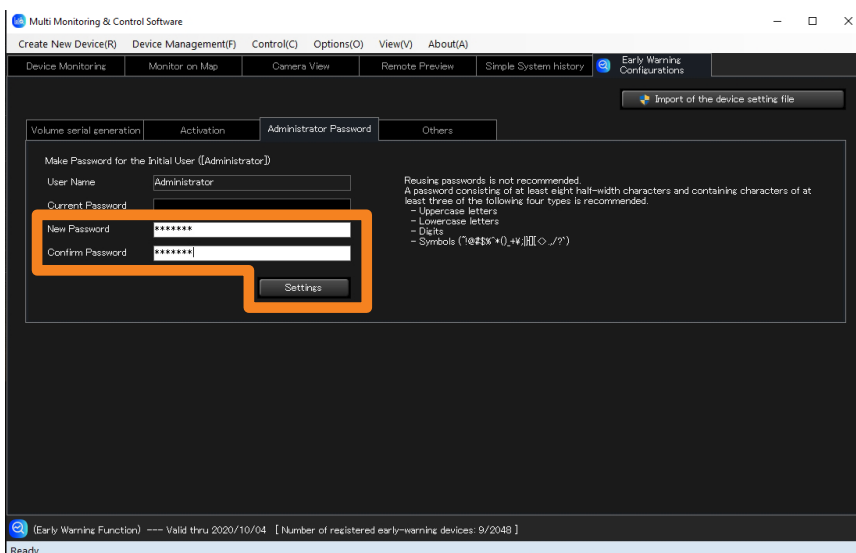 Multi Monitoring & Control Software
Create New Device(R) Device Management(F) Control(C) Options(O) View(V) About(A)
Device Monitoring Monitor on Map Camera View Remote Preview Simple System history Early Warning Configurations
Import of the device setting file
Volume serial generation Activation Administrator Password Others
Make Password for the Initial User ([Administrator])
User Name Administrator
Current Password
New Password *******
Confirm Password *******
Settings
Reusing passwords is not recommended.
A password consisting of at least eight half-width characters and containing characters of at
least three of the following four types is recommended.
- Uppercase letters
- Lowercase letters
- Digits
- Symbols
(Early Warning Function) --- Valid thru 2020/10/04 [ Number of registered early-warning devices: 9/2048 ]
Ready